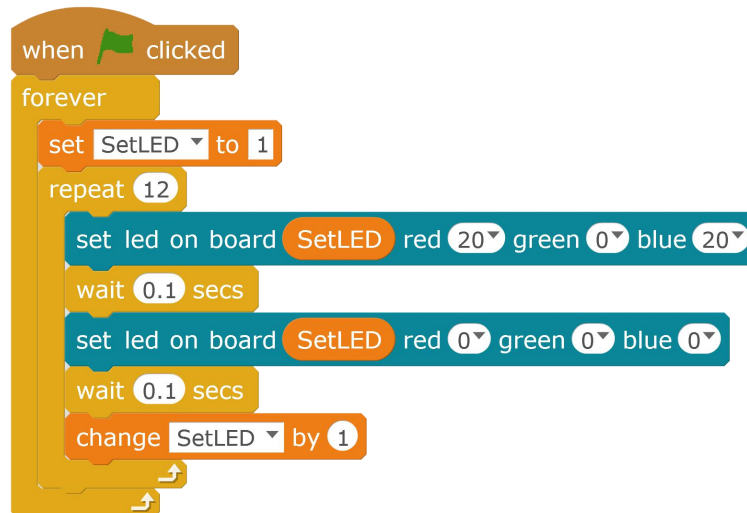 when clicked
forever
set SetLED to 1
repeat 12
set led on board SetLED red 20 green 0 blue 20
wait 0.1 secs
set led on board SetLED red 0 green 0 blue 0
wait 0.1 secs
change SetLED by 1